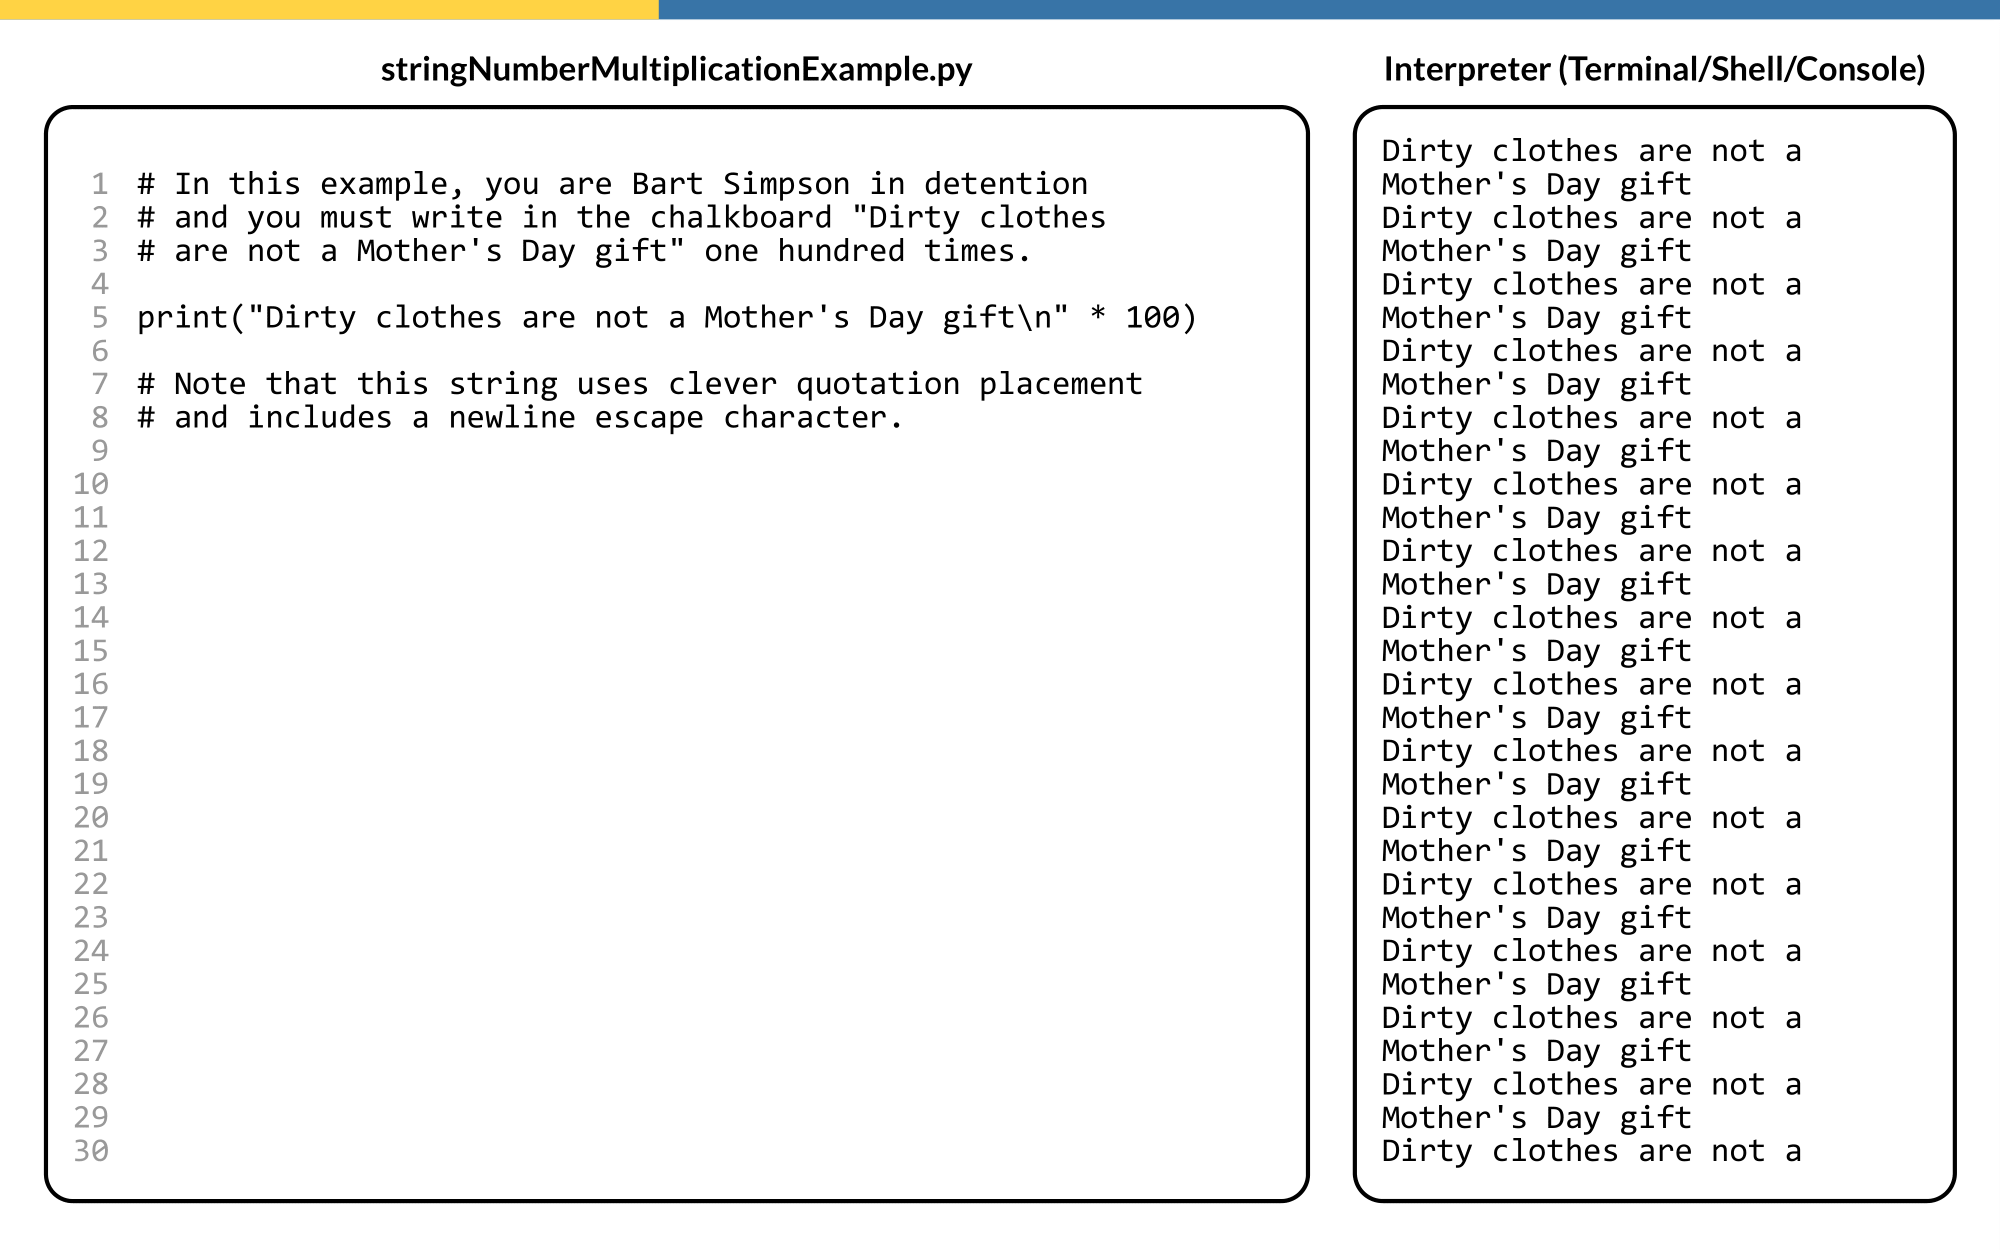 stringNumberMultiplicationExample.py
1 # In this example, you are Bart Simpson in detention
2 # and you must write in the chalkboard "Dirty clothes
3 # are not a Mother's Day gift" one hundred times.
4
5 print("Dirty clothes are not a Mother's Day gift\n" * 100)
6
7 # Note that this string uses clever quotation placement
8 # and includes a newline escape character.
9
10
11
12
13
14
15
16
17
18
19
20
21
22
23
24
25
26
27
28
29
30
Interpreter (Terminal/Shell/Console)
Dirty clothes are not a
Mother's Day gift
Dirty clothes are not a
Mother's Day gift
Dirty clothes are not a
Mother's Day gift
Dirty clothes are not a
Mother's Day gift
Dirty clothes are not a
Mother's Day gift
Dirty clothes are not a
Mother's Day gift
Dirty clothes are not a
Mother's Day gift
Dirty clothes are not a
Mother's Day gift
Dirty clothes are not a
Mother's Day gift
Dirty clothes are not a
Mother's Day gift
Dirty clothes are not a
Mother's Day gift
Dirty clothes are not a
Mother's Day gift
Dirty clothes are not a
Mother's Day gift
Dirty clothes are not a
Mother's Day gift
Dirty clothes are not a
Mother's Day gift
Dirty clothes are not a